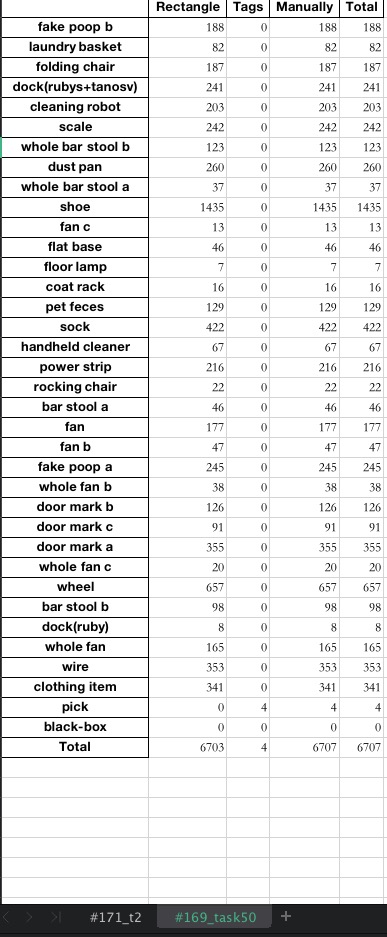 Rectangle Tags Manually Total
fake poop b 188 0 188 188
laundry basket 82 0 82 82
folding chair 187 0 187 187
dock(rubys+tanosv) 241 0 241 241
cleaning robot 203 0 203 203
scale 242 0 242 242
whole bar stool b 123 0 123 123
dust pan 260 0 260 260
whole bar stool a 37 0 37 37
shoe 1435 0 1435 1435
fan c 13 0 13 13
flat base 46 0 46 46
floor lamp 7 0 7 7
coat rack 16 0 16 16
pet feces 129 0 129 129
sock 422 0 422 422
handheld cleaner 67 0 67 67
power strip 216 0 216 216
rocking chair 22 0 22 22
bar stool a 46 0 46 46
fan 177 0 177 177
fan b 47 0 47 47
fake poop a 245 0 245 245
whole fan b 38 0 38 38
door mark b 126 0 126 126
door mark c 91 0 91 91
door mark a 355 0 355 355
whole fan c 20 0 20 20
wheel 657 0 657 657
bar stool b 98 0 98 98
dock(ruby) 8 0 8 8
whole fan 165 0 165 165
wire 353 0 353 353
clothing item 341 0 341 341
pick 0 4 4 4
black-box 0 0 0 0
Total 6703 4 6707 6707
#171_t2 #169_task50 +